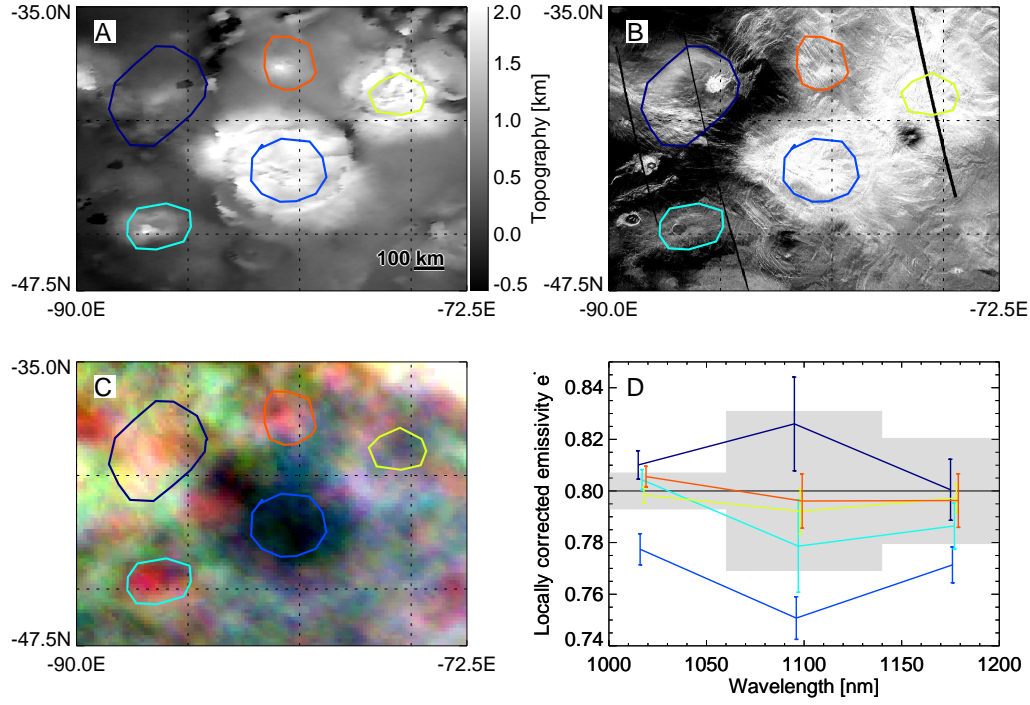 -35.0N
A
2.0
1.0
1.5
0.5
0.0
-0.5
Topography [km]
100 km
-47.5N
-90.0E
-72.5E
-35.0N
B
-47.5N
-90.0E
-72.5E
-35.0N
C
-47.5N
-90.0E
-72.5E
D
Locally corrected emissivity e*
0.84
0.82
0.80
0.78
0.76
0.74
1000
1050
1100
1150
1200
Wavelength [nm]